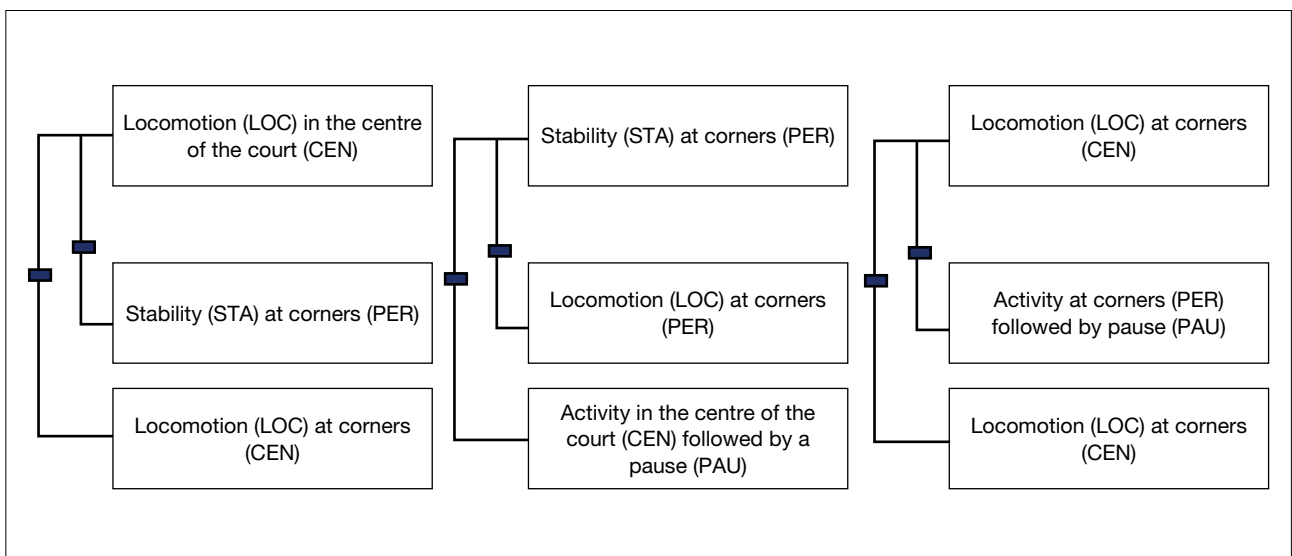 Locomotion (LOC) in the centre
of the court (CEN)
Stability (STA) at corners (PER)
Locomotion (LOC) at corners
(CEN)
Stability (STA) at corners (PER)
Locomotion (LOC) at corners
(PER)
Activity in the centre of the
court (CEN) followed by a
pause (PAU)
Locomotion (LOC) at corners
(CEN)
Activity at corners (PER)
followed by pause (PAU)
Locomotion (LOC) at corners
(CEN)